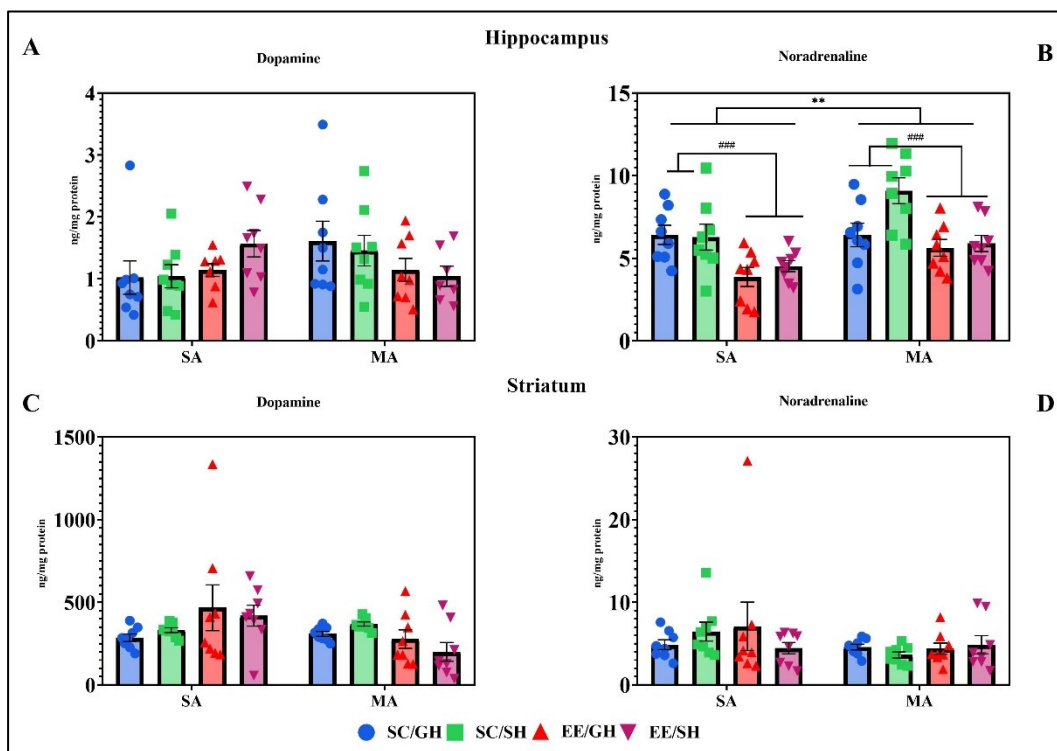 A Hippocampus B
Dopamine Noradrenaline
4
3
2
1
0
ng/mg protein
SA MA
15
10
5
0
ng/mg protein
**
### ###
SA MA
C Striatum D
Dopamine Noradrenaline
1500
1000
500
0
ng/mg protein
SA MA
30
20
10
0
ng/mg protein
SA MA
SC/GH SC/SH EE/GH EE/SH